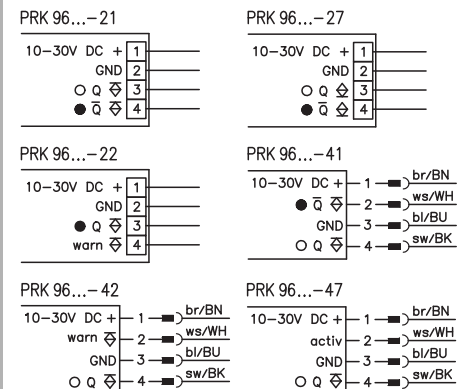 PRK 96...-21
10-30V DC + 1
GND 2
Q 3
Q̅ 4
PRK 96...-27
10-30V DC + 1
GND 2
Q 3
Q̅ 4
PRK 96...-22
10-30V DC + 1
GND 2
Q 3
warn 4
PRK 96...-41
10-30V DC + 1 br/BN
Q̅ 2 ws/WH
GND 3 bl/BU
Q 4 sw/BK
PRK 96...-42
10-30V DC + 1 br/BN
warn 2 ws/WH
GND 3 bl/BU
Q 4 sw/BK
PRK 96...-47
10-30V DC + 1 br/BN
activ 2 ws/WH
GND 3 bl/BU
Q 4 sw/BK